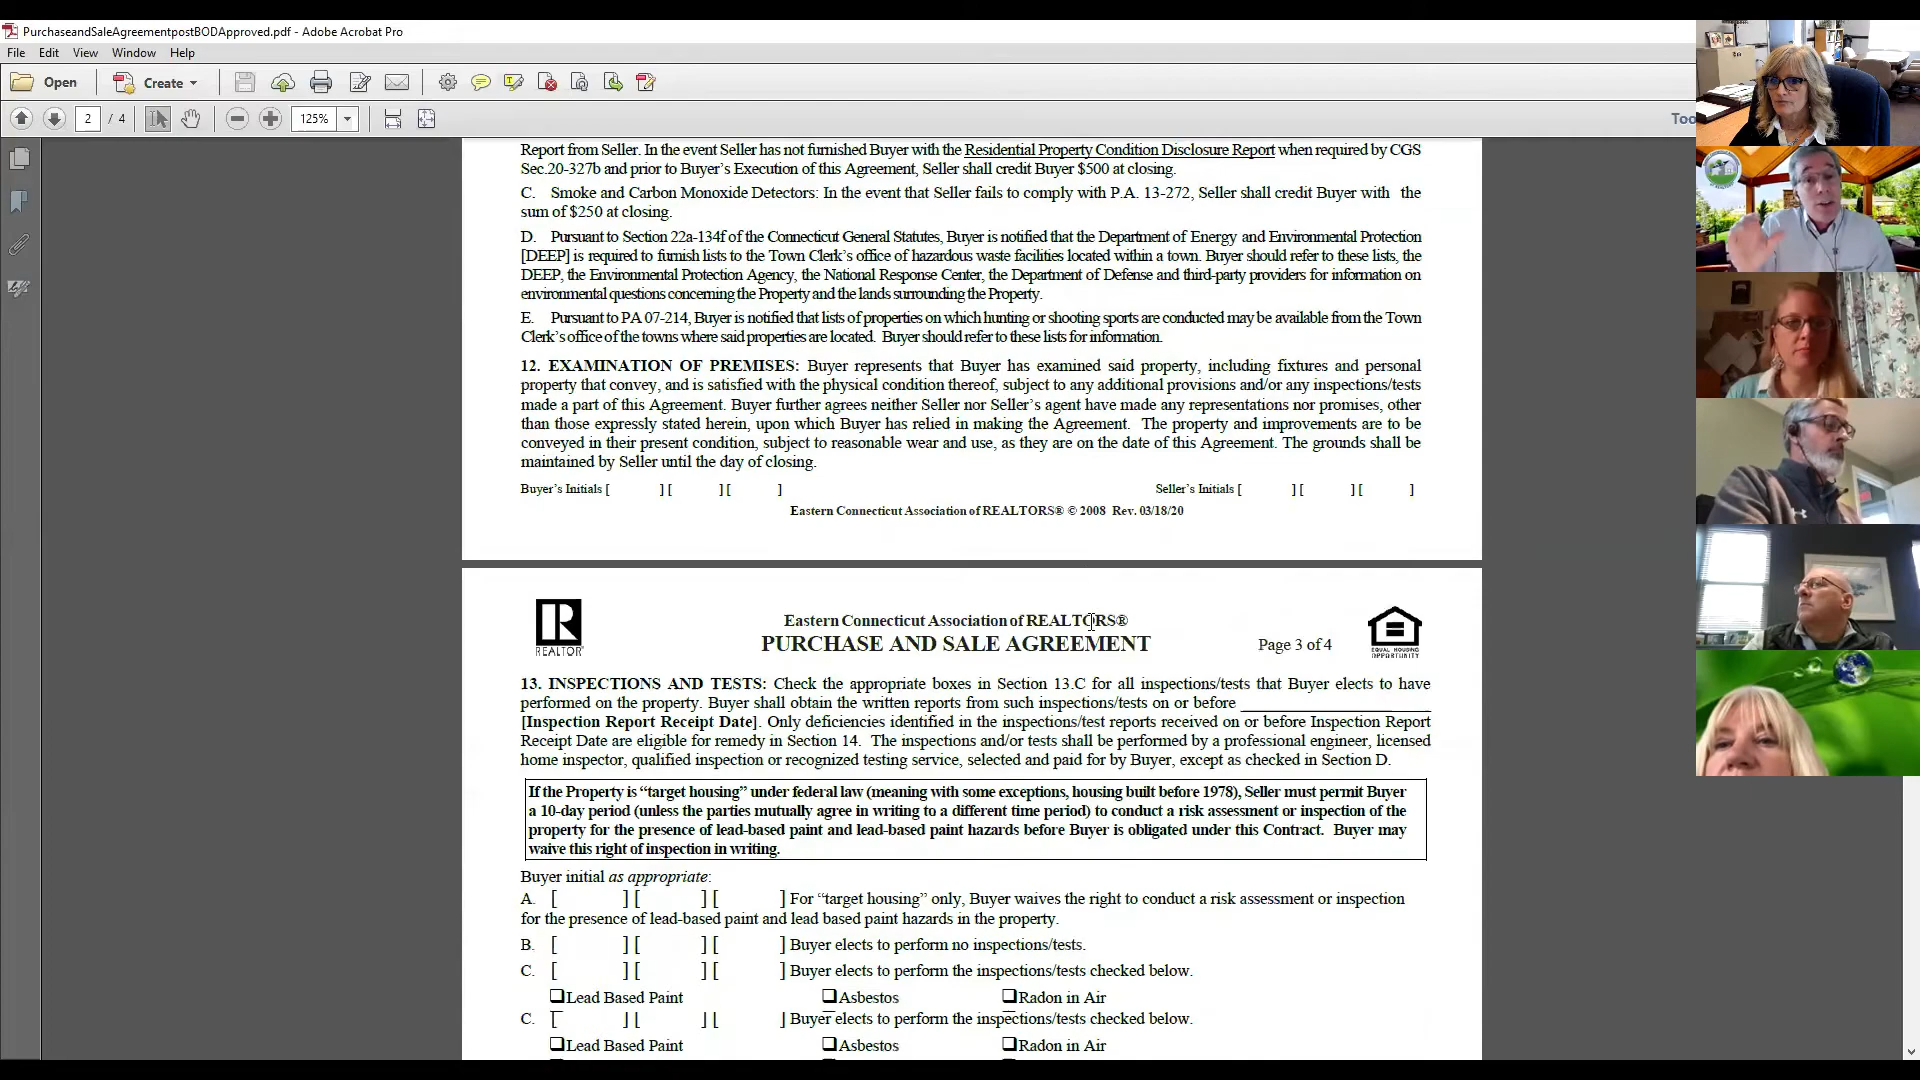 PurchaseandSaleAgreementpostBODApproved.pdf - Adobe Acrobat Pro
File Edit View Window Help
Open Create
2 / 4 125% Too
Report from Seller. In the event Seller has not furnished Buyer with the Residential Property Condition Disclosure Report when required by CGS
Sec.20-327b and prior to Buyer's Execution of this Agreement, Seller shall credit Buyer $500 at closing.
C. Smoke and Carbon Monoxide Detectors: In the event that Seller fails to comply with P.A. 13-272, Seller shall credit Buyer with the
sum of $250 at closing.
D. Pursuant to Section 22a-134f of the Connecticut General Statutes, Buyer is notified that the Department of Energy and Environmental Protection
[DEEP] is required to furnish lists to the Town Clerk's office of hazardous waste facilities located within a town. Buyer should refer to these lists, the
DEEP, the Environmental Protection Agency, the National Response Center, the Department of Defense and third-party providers for information on
environmental questions concerning the Property and the lands surrounding the Property.
E. Pursuant to PA 07-214, Buyer is notified that lists of properties on which hunting or shooting sports are conducted may be available from the Town
Clerk's office of the towns where said properties are located. Buyer should refer to these lists for information.
12. EXAMINATION OF PREMISES: Buyer represents that Buyer has examined said property, including fixtures and personal
property that convey, and is satisfied with the physical condition thereof, subject to any additional provisions and/or any inspections/tests
made a part of this Agreement. Buyer further agrees neither Seller nor Seller's agent have made any representations nor promises, other
than those expressly stated herein, upon which Buyer has relied in making the Agreement. The property and improvements are to be
conveyed in their present condition, subject to reasonable wear and use, as they are on the date of this Agreement. The grounds shall be
maintained by Seller until the day of closing.
Buyer's Initials [ ] [ ] [ ] Seller's Initials [ ] [ ] [ ]
Eastern Connecticut Association of REALTORS® © 2008 Rev. 03/18/20
REALTOR®
Eastern Connecticut Association of REALTORS®
PURCHASE AND SALE AGREEMENT
Page 3 of 4
EQUAL HOUSING
OPPORTUNITY
13. INSPECTIONS AND TESTS: Check the appropriate boxes in Section 13.C for all inspections/tests that Buyer elects to have
performed on the property. Buyer shall obtain the written reports from such inspections/tests on or before ____________________
[Inspection Report Receipt Date]. Only deficiencies identified in the inspections/test reports received on or before Inspection Report
Receipt Date are eligible for remedy in Section 14. The inspections and/or tests shall be performed by a professional engineer, licensed
home inspector, qualified inspection or recognized testing service, selected and paid for by Buyer, except as checked in Section D.
If the Property is “target housing” under federal law (meaning with some exceptions, housing built before 1978), Seller must permit Buyer
a 10-day period (unless the parties mutually agree in writing to a different time period) to conduct a risk assessment or inspection of the
property for the presence of lead-based paint and lead-based paint hazards before Buyer is obligated under this Contract. Buyer may
waive this right of inspection in writing.
Buyer initial as appropriate:
A. [ ] [ ] [ ] For “target housing” only, Buyer waives the right to conduct a risk assessment or inspection
for the presence of lead-based paint and lead based paint hazards in the property.
B. [ ] [ ] [ ] Buyer elects to perform no inspections/tests.
C. [ ] [ ] [ ] Buyer elects to perform the inspections/tests checked below.
❑Lead Based Paint ❑Asbestos ❑Radon in Air
C. [ ] [ ] [ ] Buyer elects to perform the inspections/tests checked below.
❑Lead Based Paint ❑Asbestos ❑Radon in Air